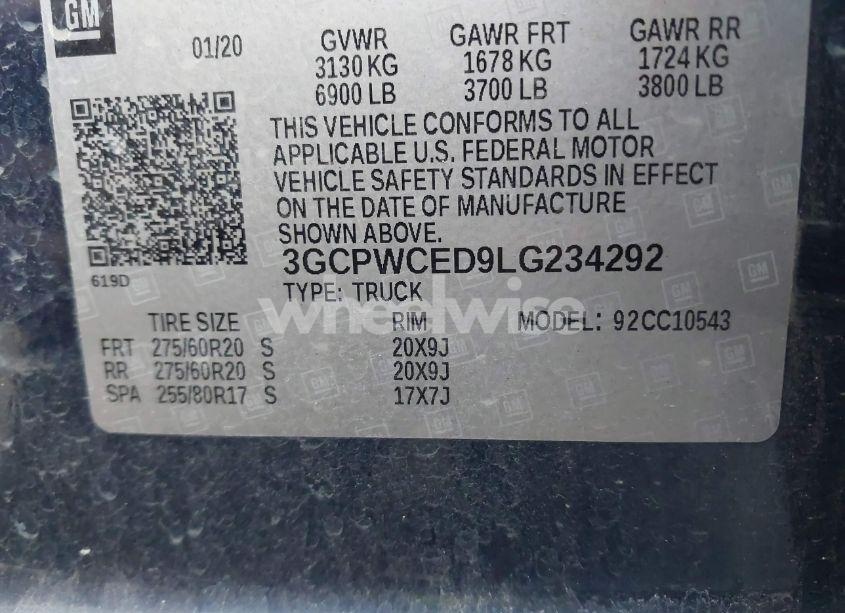 GM
01/20 GVWR GAWR FRT GAWR RR
3130 KG 1678 KG 1724 KG
6900 LB 3700 LB 3800 LB
THIS VEHICLE CONFORMS TO ALL
APPLICABLE U.S. FEDERAL MOTOR
VEHICLE SAFETY STANDARDS IN EFFECT
ON THE DATE OF MANUFACTURE
SHOWN ABOVE.
619D
3GCPWCED9LG234292
TYPE: TRUCK
wheelwise
TIRE SIZE RIM MODEL: 92CC10543
FRT 275/60R20 S 20X9J
RR 275/60R20 S 20X9J
SPA 255/80R17 S 17X7J